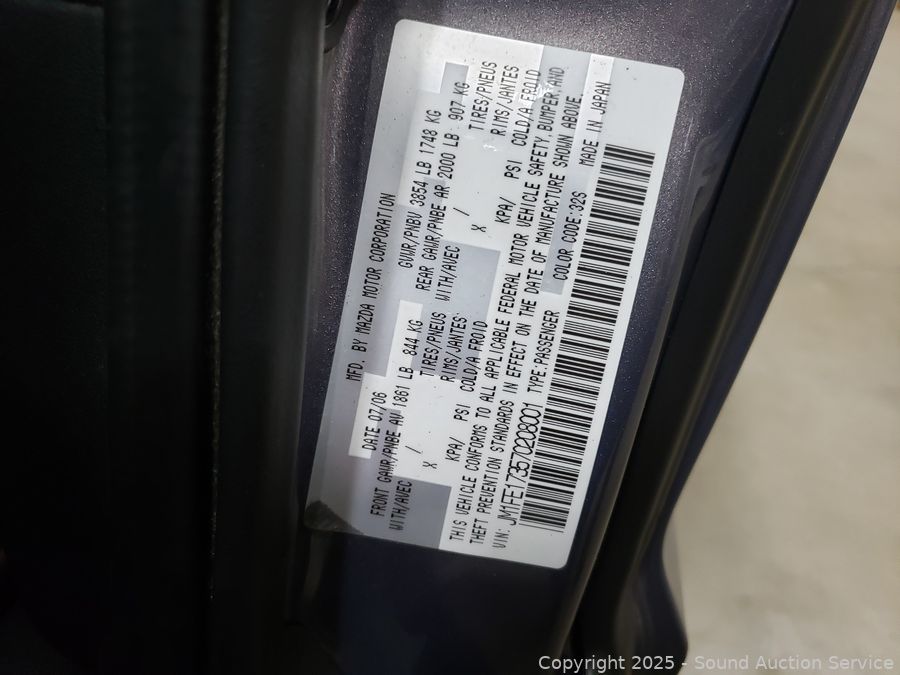 MFD. BY MAZDA MOTOR CORPORATION
DATE 07/06 GVWR/PNBV 3854 LB 1748 KG
FRONT GAWR/PNBE AV 1861 LB 844 KG REAR GAWR/PNBE AR 2000 LB 907 KG
WITH/AVEC TIRES/PNEUS WITH/AVEC TIRES/PNEUS
X / RIMS/JANTES X / RIMS/JANTES
KPA/ PSI COLD/A FROID KPA/ PSI COLD/A FROID
THIS VEHICLE CONFORMS TO ALL APPLICABLE FEDERAL MOTOR VEHICLE SAFETY, BUMPER, AND
THEFT PREVENTION STANDARDS IN EFFECT ON THE DATE OF MANUFACTURE SHOWN ABOVE
VIN: JM1FE173570208001 TYPE:PASSENGER COLOR CODE:32S MADE IN JAPAN
Copyright © 2025 - Sound Auction Service